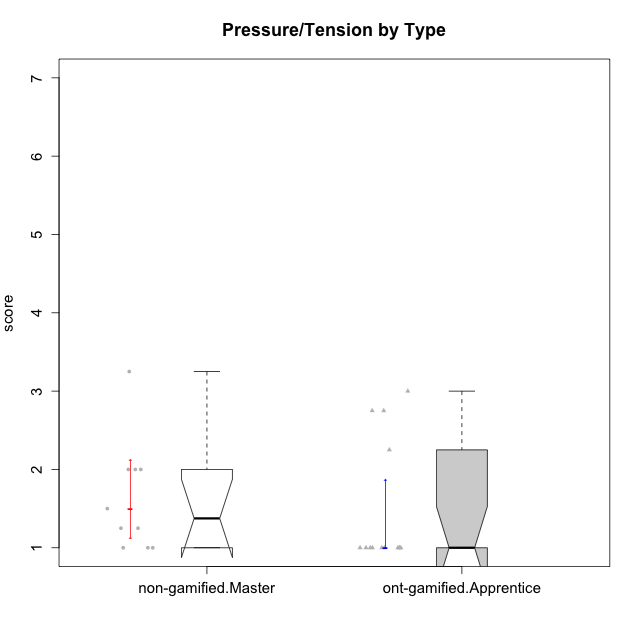 Pressure/Tension by Type
score
7
6
5
4
3
2
1
non-gamified.Master
ont-gamified.Apprentice